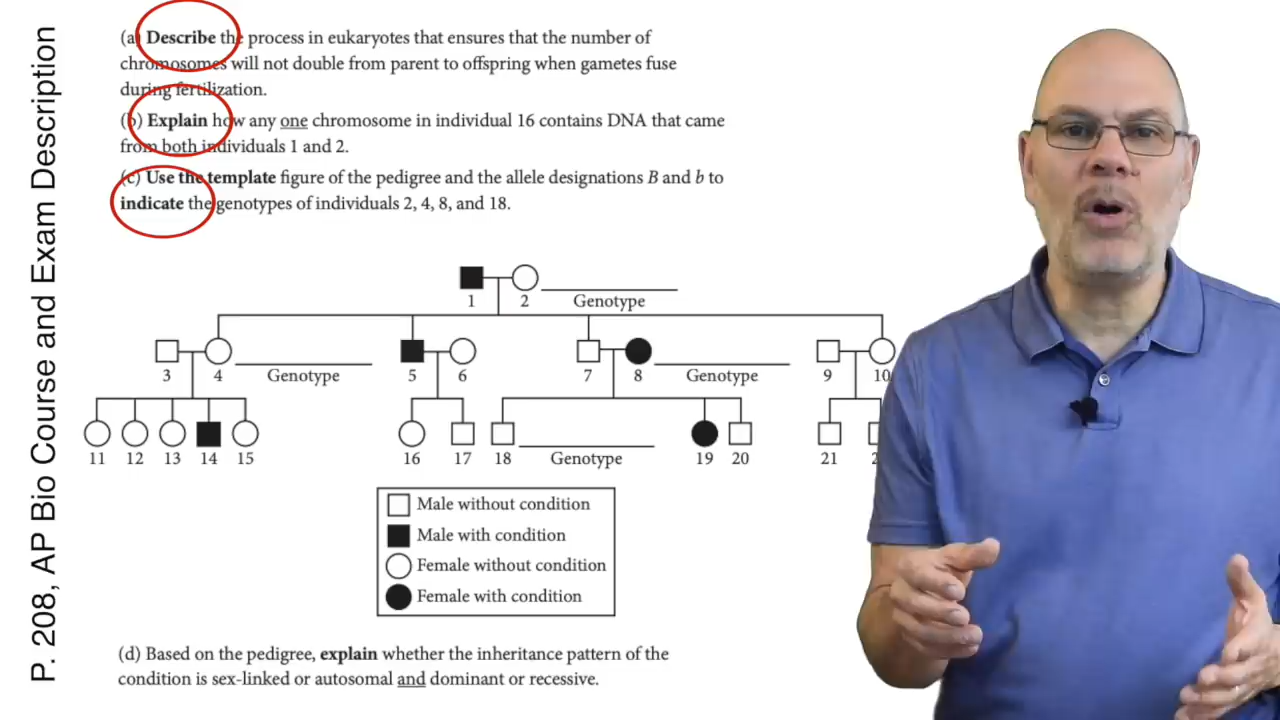 P. 208, AP Bio Course and Exam Description
(a) Describe the process in eukaryotes that ensures that the number of
chromosomes will not double from parent to offspring when gametes fuse
during fertilization.
(b) Explain how any one chromosome in individual 16 contains DNA that came
from both individuals 1 and 2.
(c) Use the template figure of the pedigree and the allele designations B and b to
indicate the genotypes of individuals 2, 4, 8, and 18.
1 2 Genotype
3 4 Genotype 5 6 7 8 Genotype 9 10
11 12 13 14 15 16 17 18 Genotype 19 20 21
Male without condition
Male with condition
Female without condition
Female with condition
(d) Based on the pedigree, explain whether the inheritance pattern of the
condition is sex-linked or autosomal and dominant or recessive.